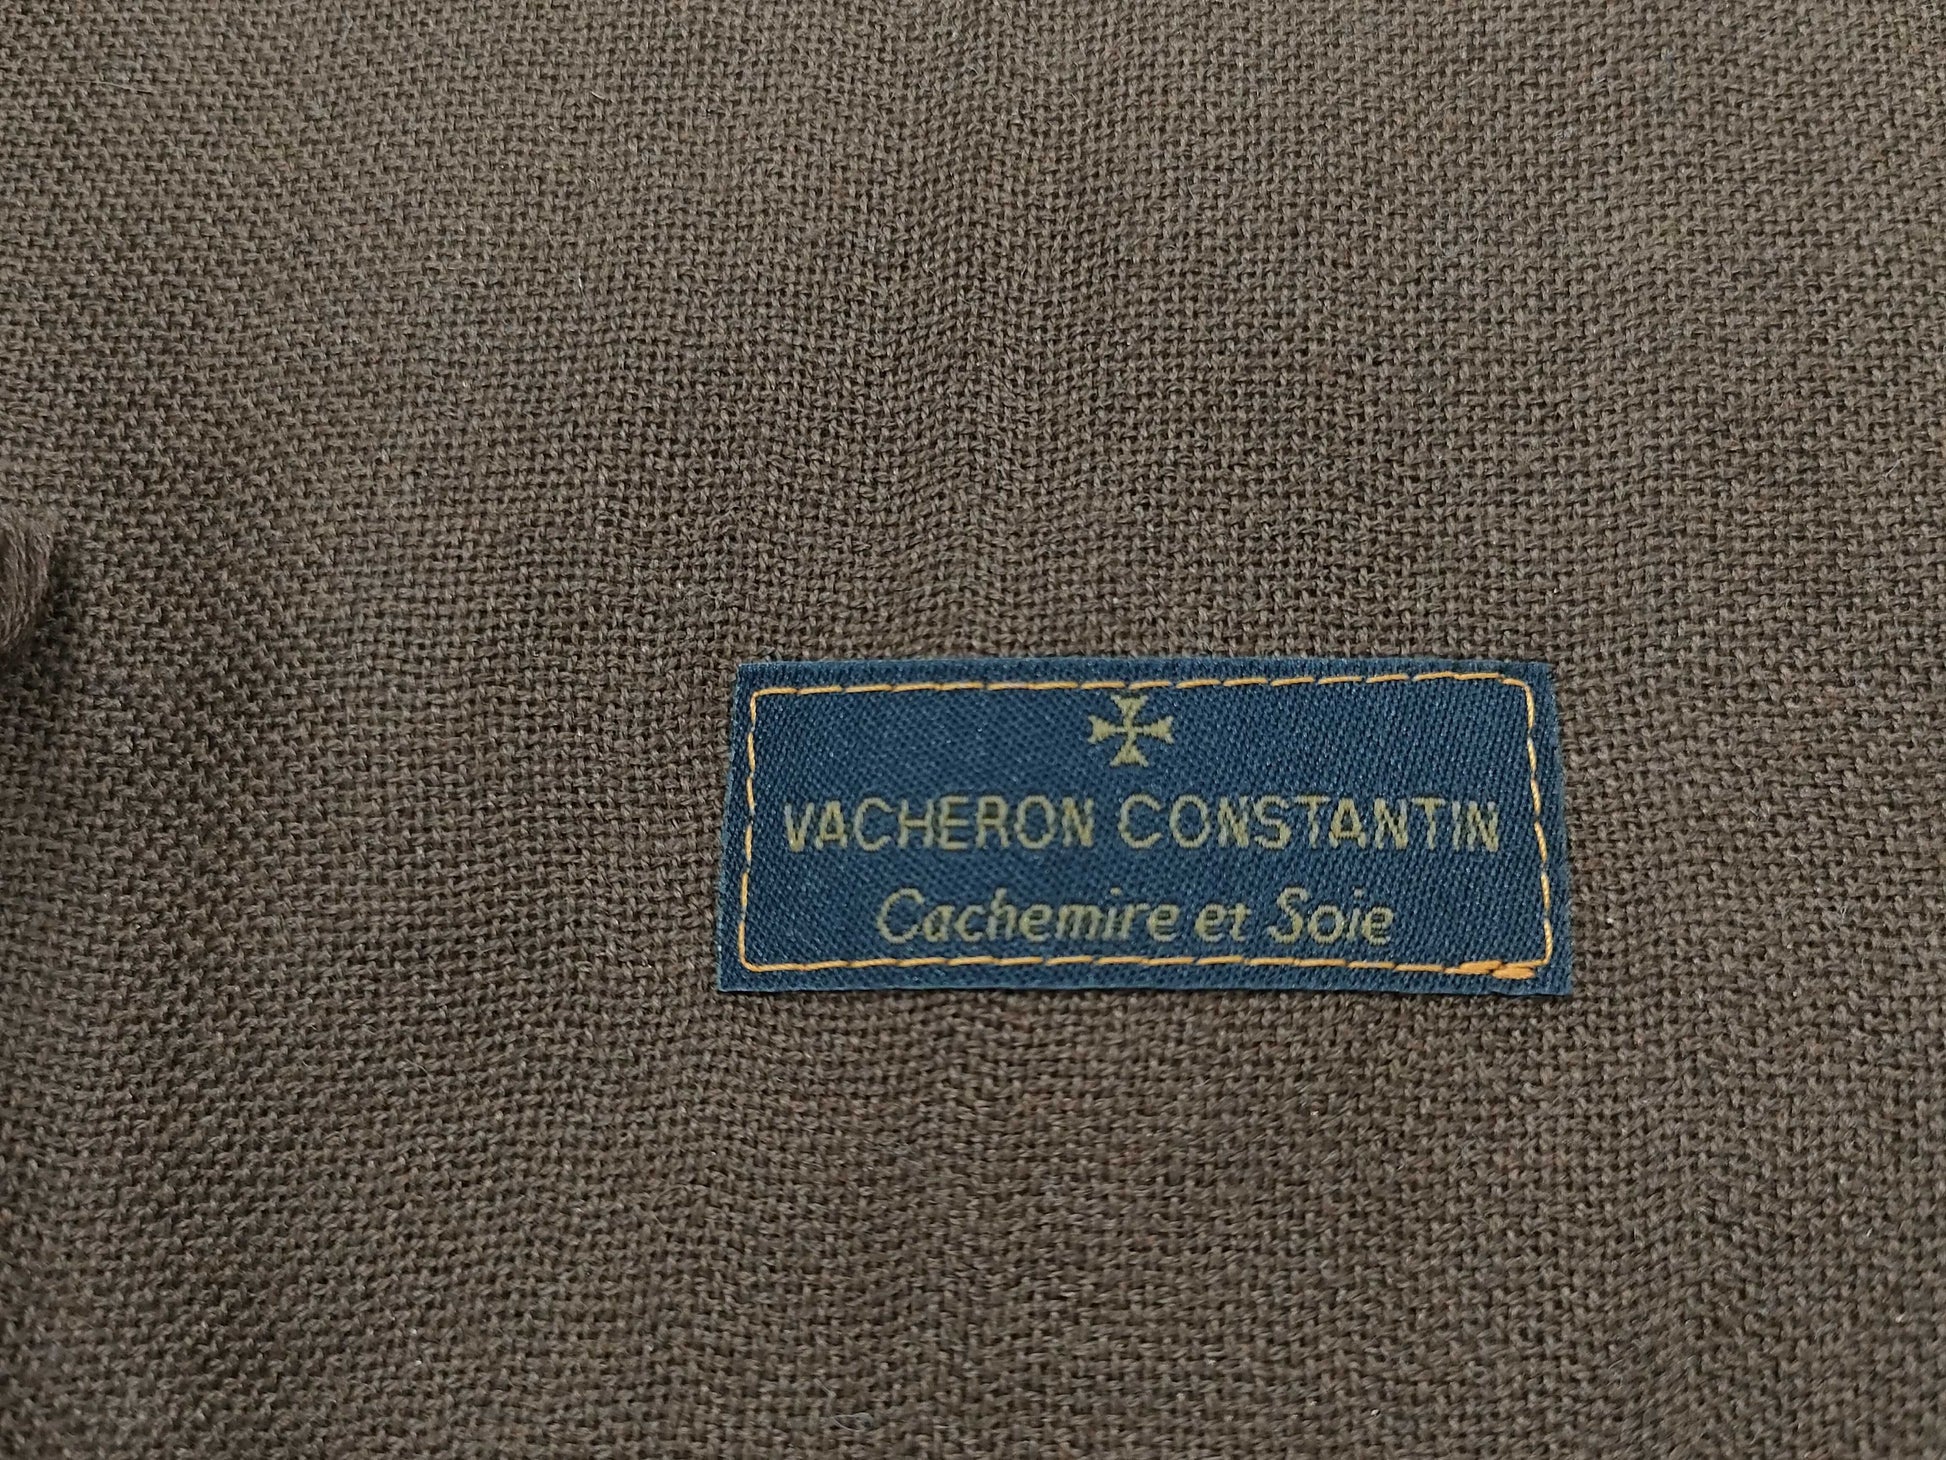 VACHERON CONSTANTIN
Cachemire et Soie